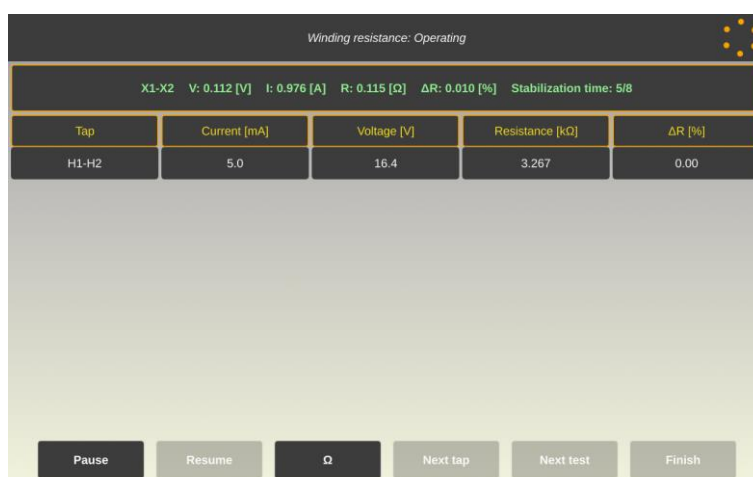 Winding resistance: Operating
X1-X2 V: 0.112 [V] I: 0.976 [A] R: 0.115 [Ω] ΔR: 0.010 [%] Stabilization time: 5/8
Tap Current [mA] Voltage [V] Resistance [kΩ] ΔR [%]
H1-H2 5.0 16.4 3.267 0.00
Pause Resume Ω Next tap Next test Finish